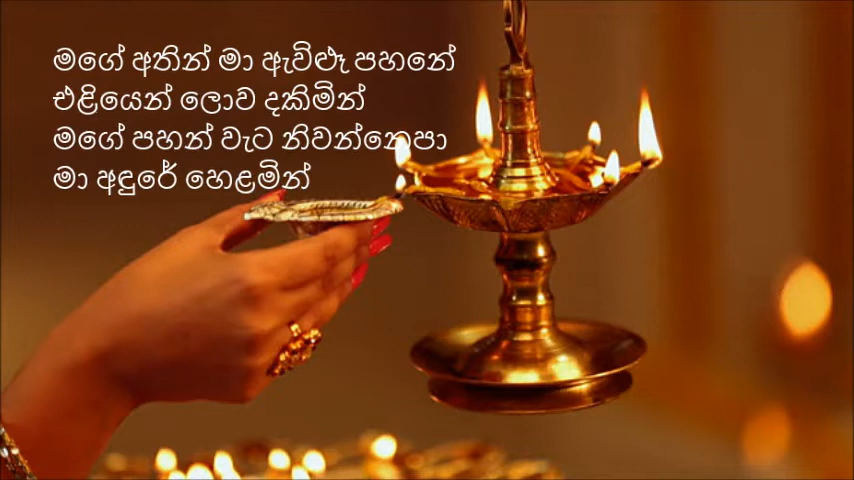 මගේ අතින් මා ඇවිළූ පහනේ
එළියෙන් ලොව දකිමින්
මගේ පහන් වැට නිවන්නෙපා
මා අඳුරේ හෙළමින්